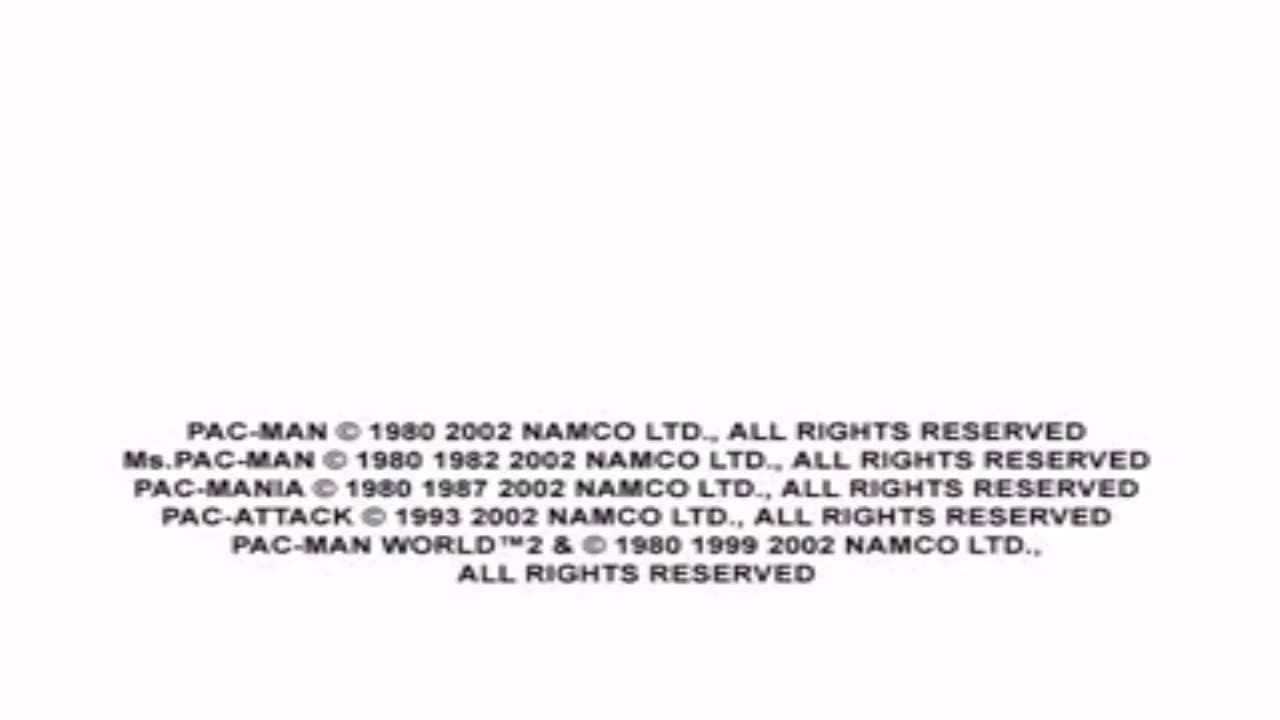 PAC-MAN © 1980 2002 NAMCO LTD., ALL RIGHTS RESERVED
Ms.PAC-MAN © 1980 1982 2002 NAMCO LTD., ALL RIGHTS RESERVED
PAC-MANIA © 1980 1987 2002 NAMCO LTD., ALL RIGHTS RESERVED
PAC-ATTACK © 1993 2002 NAMCO LTD., ALL RIGHTS RESERVED
PAC-MAN WORLD™2 & © 1980 1999 2002 NAMCO LTD.,
ALL RIGHTS RESERVED